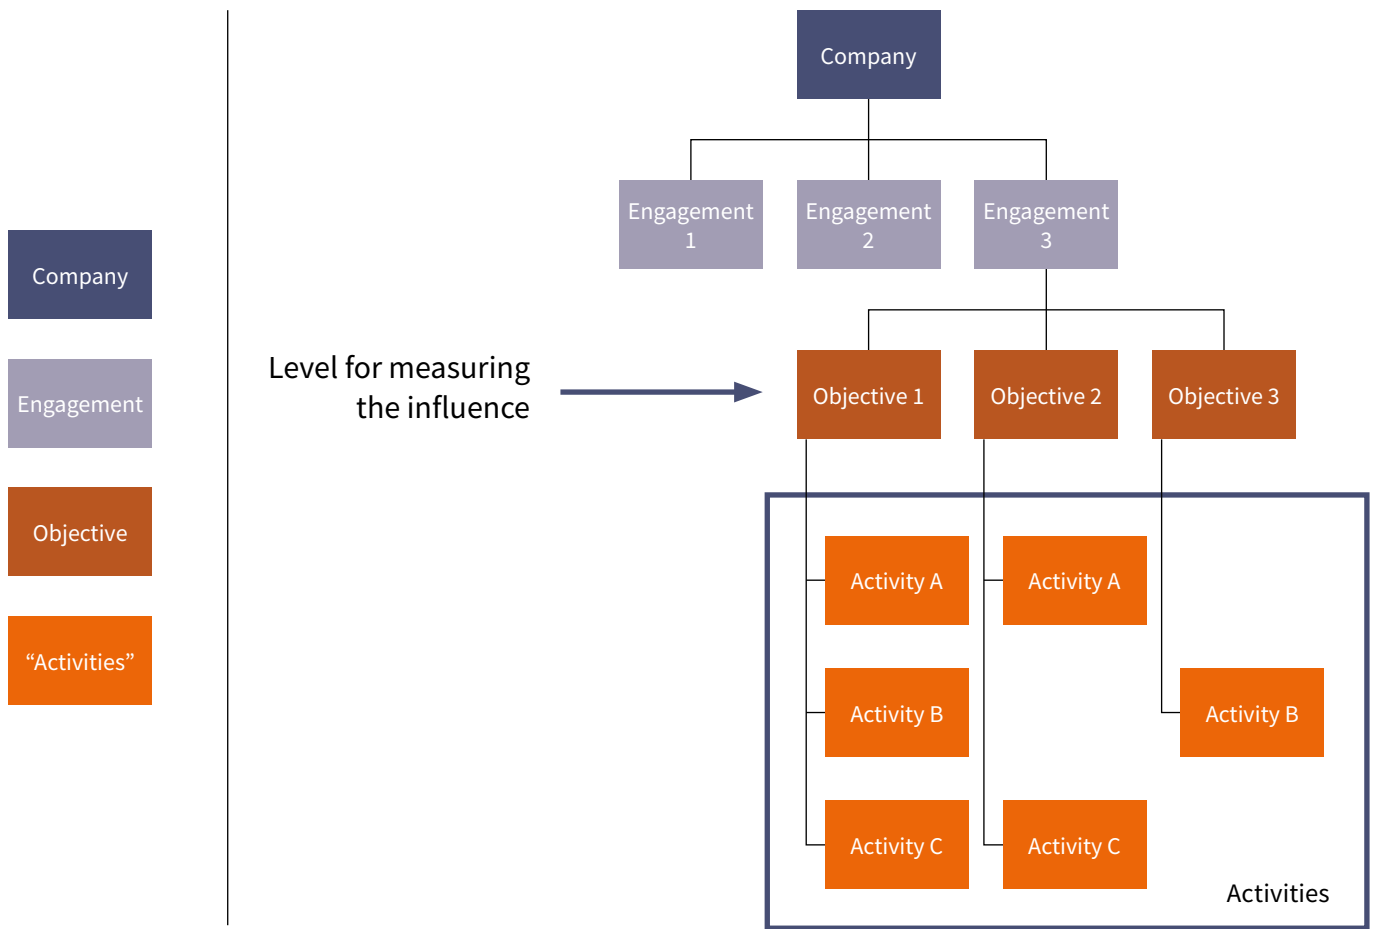 Company
Engagement
Objective
“Activities”
Level for measuring
the influence
Company
Engagement
1
Engagement
2
Engagement
3
Objective 1
Objective 2
Objective 3
Activity A
Activity A
Activity B
Activity B
Activity C
Activity C
Activities